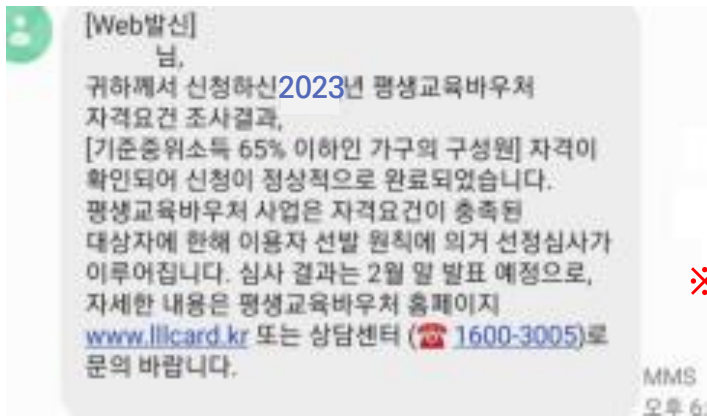 [Web발신]
님,
귀하께서 신청하신2023년 평생교육바우처
자격요건 조사결과,
[기준중위소득 65% 이하인 가구의 구성원] 자격이
확인되어 신청이 정상적으로 완료되었습니다.
평생교육바우처 사업은 자격요건이 충족된
대상자에 한해 이용자 선발 원칙에 의거 선정심사가
이루어집니다. 심사 결과는 2월 말 발표 예정으로,
자세한 내용은 평생교육바우처 홈페이지
www.lllcard.kr 또는 상담센터 (☎ 1600-3005)로
문의 바랍니다.
※
MMS
오후 6: